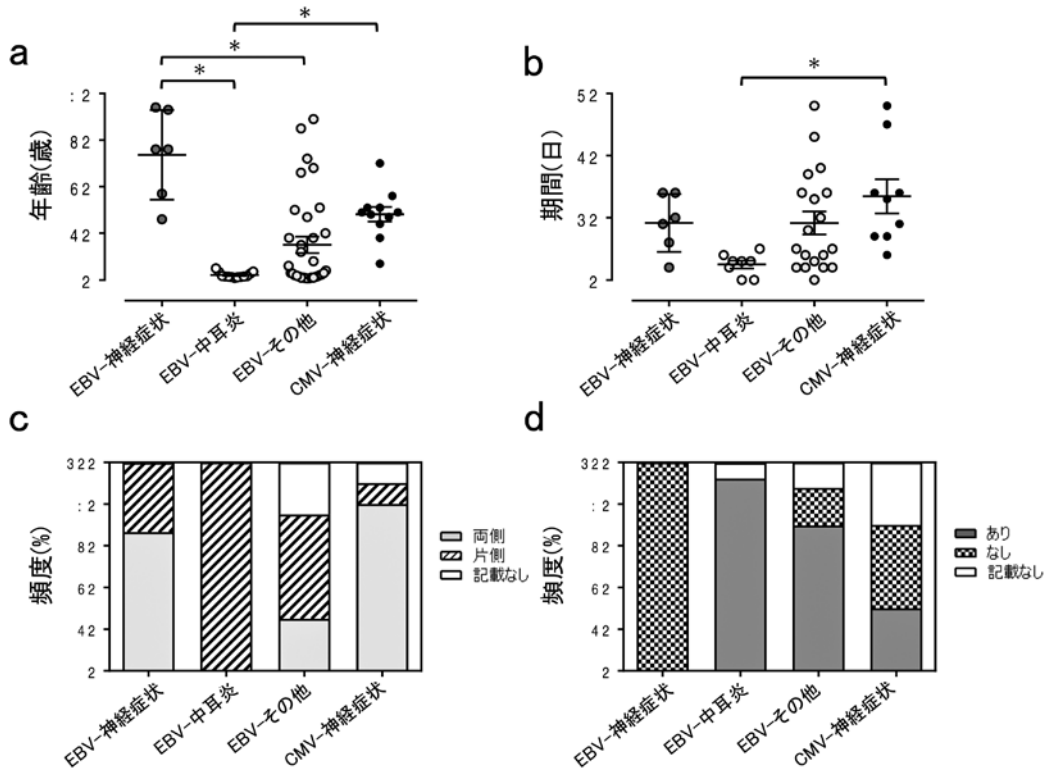 a
*
*
*
年齢(歳)
:2
82
62
42
2
EBV-神経症状
EBV-中耳炎
EBV-その他
CMV-神経症状
b
*
期間(日)
52
42
32
2
EBV-神経症状
EBV-中耳炎
EBV-その他
CMV-神経症状
c
頻度(%)
322
:2
82
62
42
2
EBV-神経症状
EBV-中耳炎
EBV-その他
CMV-神経症状
両側
片側
記載なし
d
頻度(%)
322
:2
82
62
42
2
EBV-神経症状
EBV-中耳炎
EBV-その他
CMV-神経症状
あり
なし
記載なし